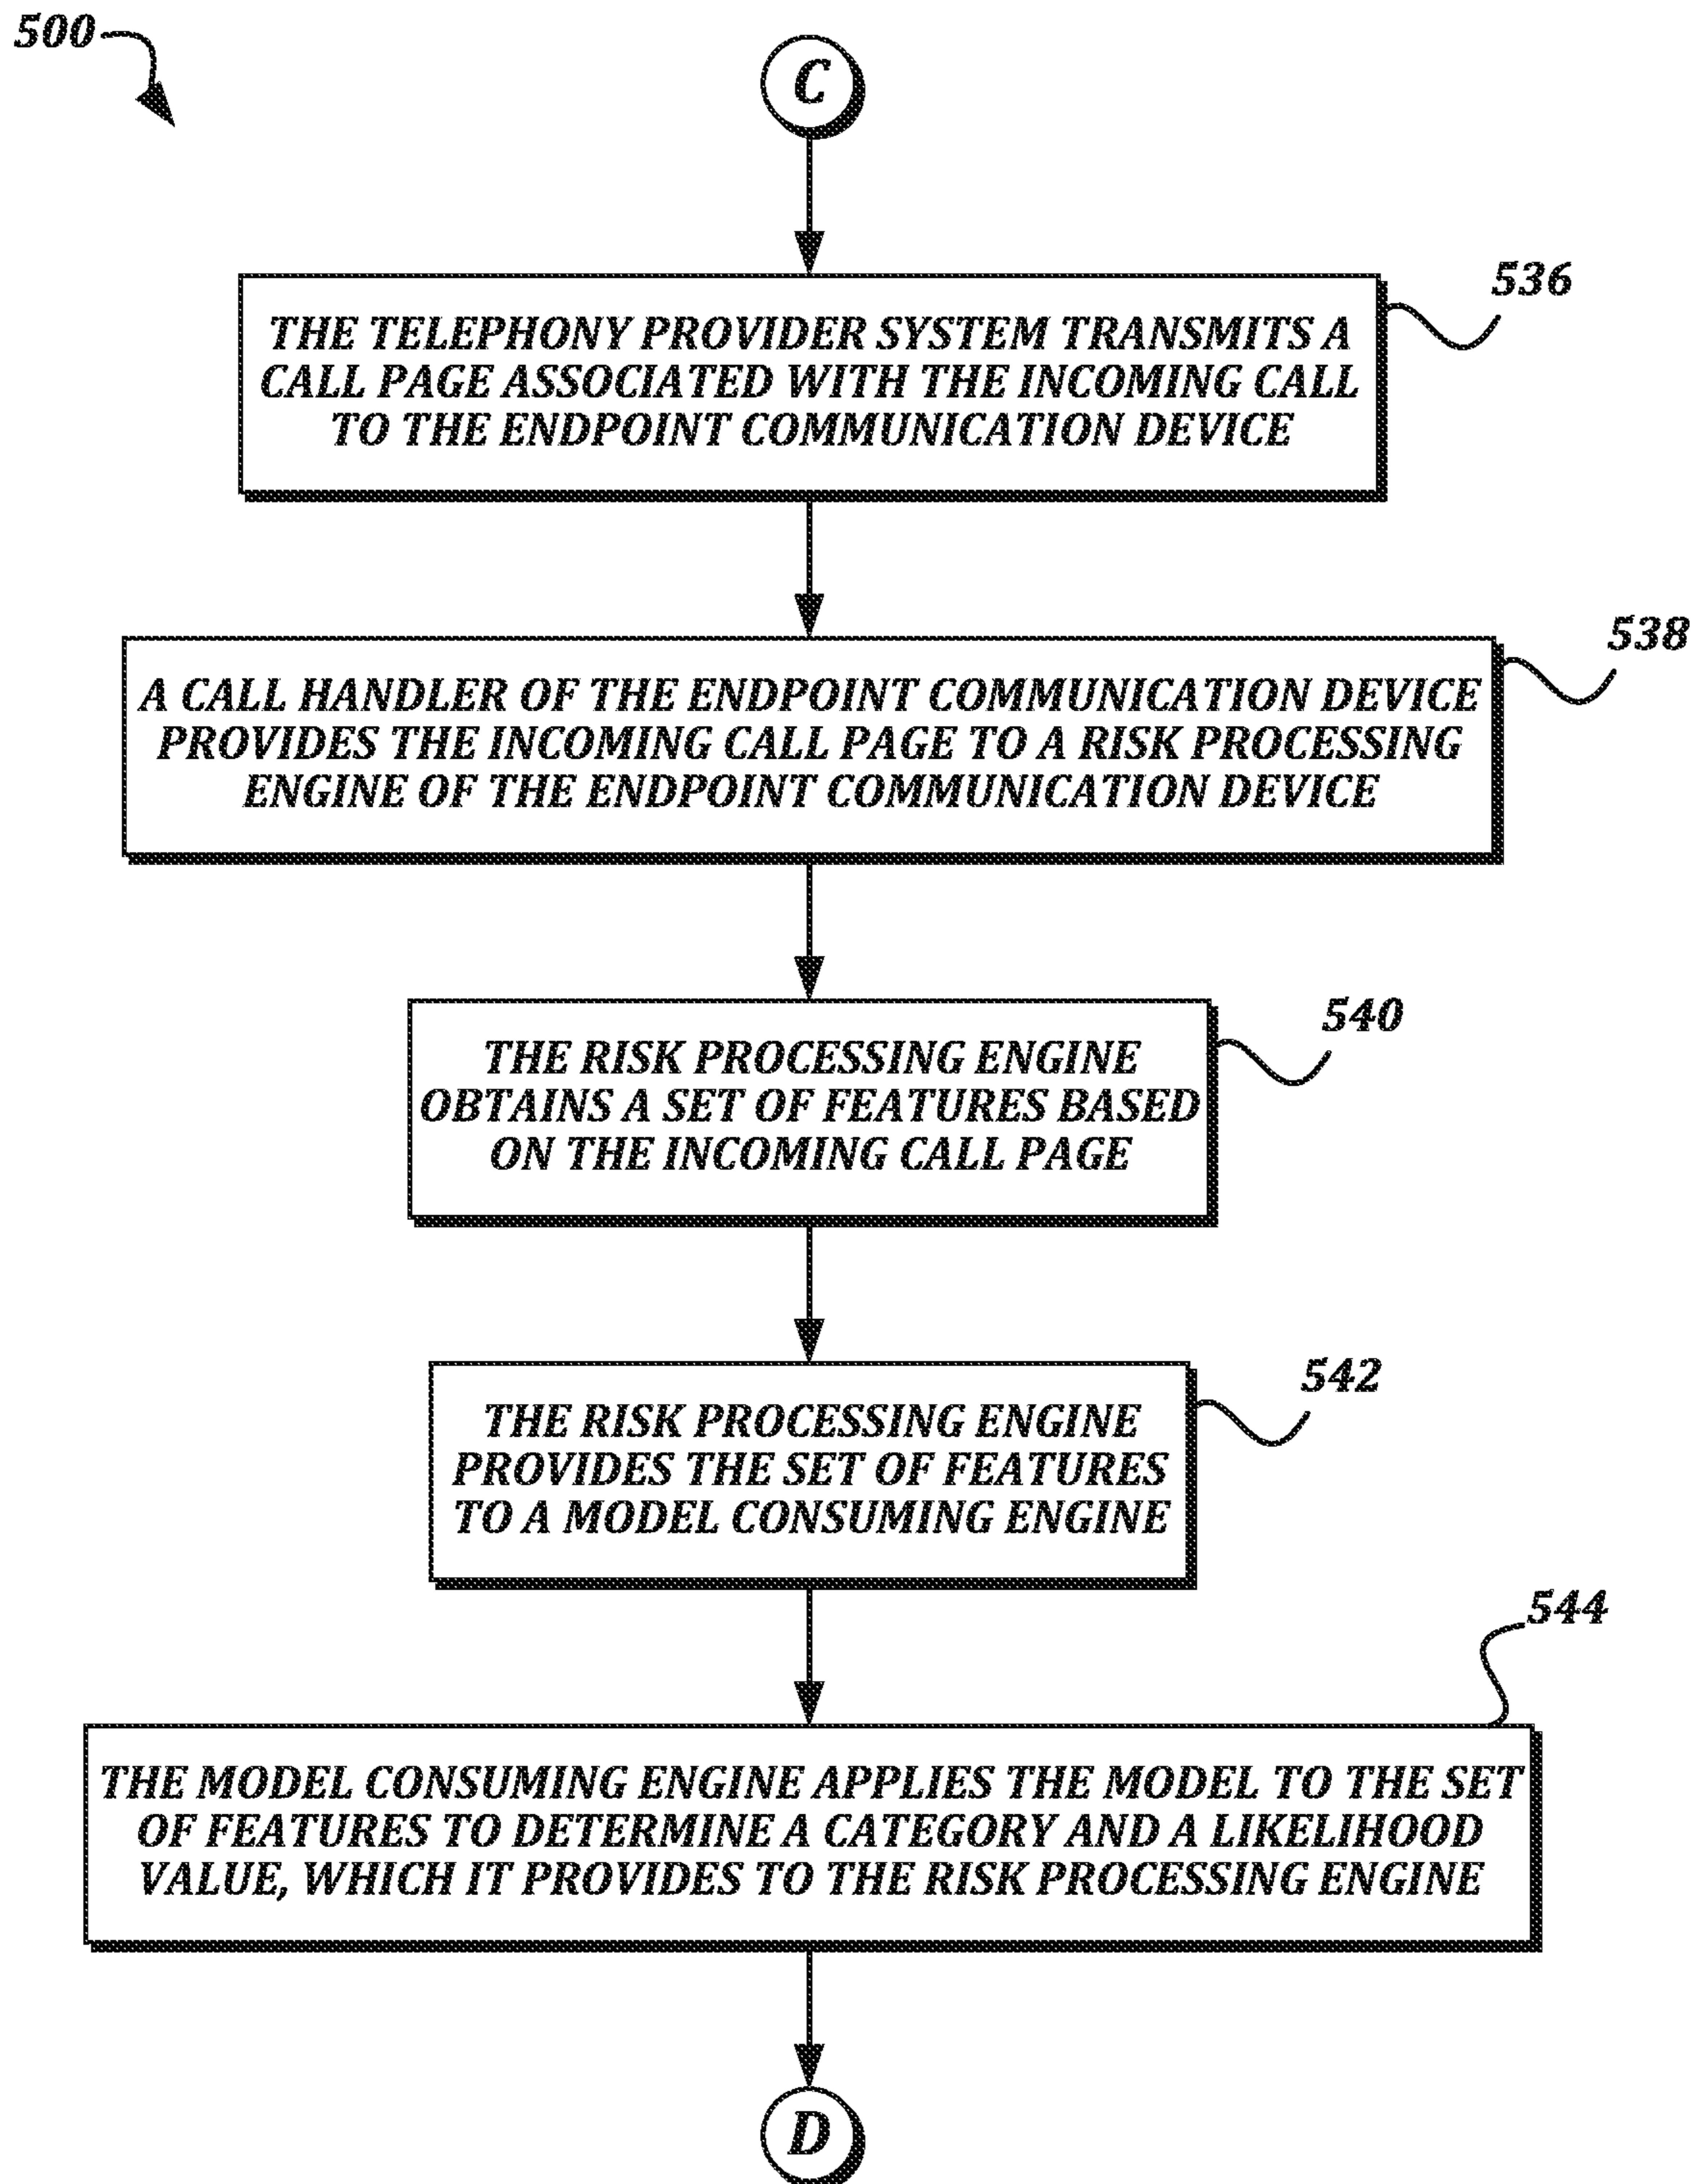 500
C
536
THE TELEPHONY PROVIDER SYSTEM TRANSMITS A
CALL PAGE ASSOCIATED WITH THE INCOMING CALL
TO THE ENDPOINT COMMUNICATION DEVICE
538
A CALL HANDLER OF THE ENDPOINT COMMUNICATION DEVICE
PROVIDES THE INCOMING CALL PAGE TO A RISK PROCESSING
ENGINE OF THE ENDPOINT COMMUNICATION DEVICE
540
THE RISK PROCESSING ENGINE
OBTAINS A SET OF FEATURES BASED
ON THE INCOMING CALL PAGE
542
THE RISK PROCESSING ENGINE
PROVIDES THE SET OF FEATURES
TO A MODEL CONSUMING ENGINE
544
THE MODEL CONSUMING ENGINE APPLIES THE MODEL TO THE SET
OF FEATURES TO DETERMINE A CATEGORY AND A LIKELIHOOD
VALUE, WHICH IT PROVIDES TO THE RISK PROCESSING ENGINE
D